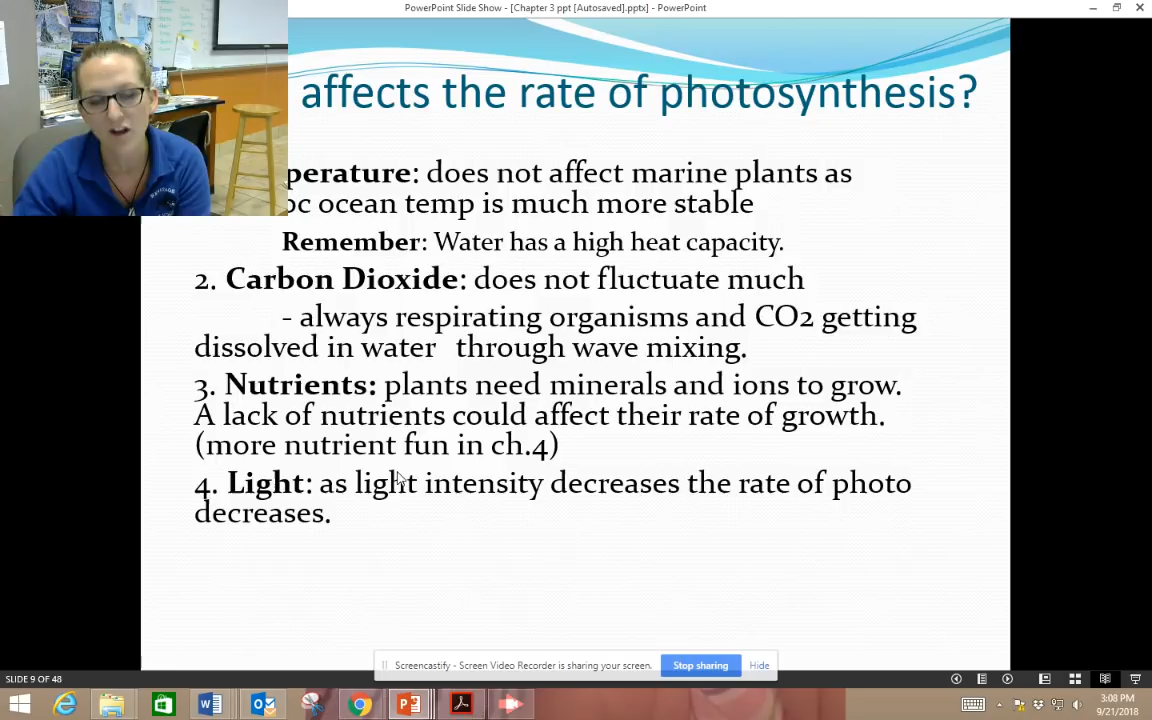 PowerPoint Slide Show - [Chapter 3 ppt [Autosaved].pptx] - PowerPoint
affects the rate of photosynthesis?
perature: does not affect marine plants as
bc ocean temp is much more stable
Remember: Water has a high heat capacity.
2. Carbon Dioxide: does not fluctuate much
- always respirating organisms and CO2 getting
dissolved in water through wave mixing.
3. Nutrients: plants need minerals and ions to grow.
A lack of nutrients could affect their rate of growth.
(more nutrient fun in ch.4)
4. Light: as light intensity decreases the rate of photo
decreases.
Screencastify - Screen Video Recorder is sharing your screen.
Stop sharing
Hide
SLIDE 9 OF 48
3:08 PM
9/21/2018